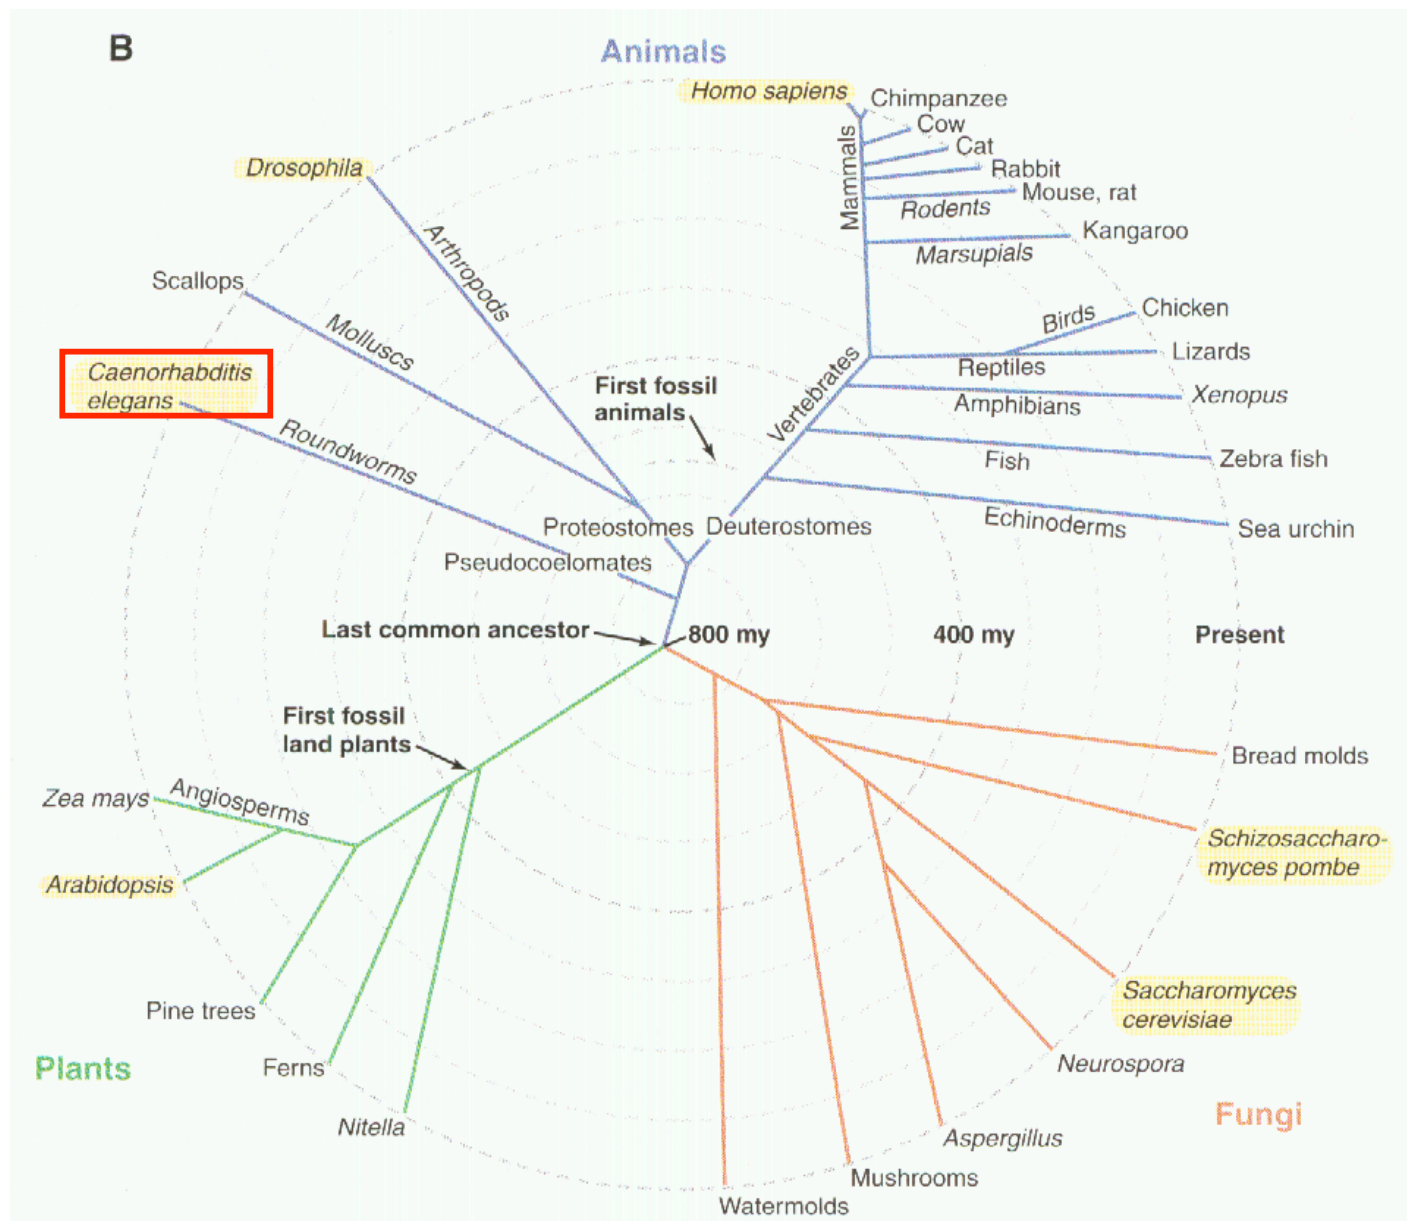 B
Animals
Homo sapiens
Chimpanzee
Cow
Cat
Rabbit
Mouse, rat
Rodents
Mammals
Kangaroo
Marsupials
Drosophila
Arthropods
Scallops
Molluscs
Caenorhabditis
elegans
Roundworms
First fossil
animals
Vertebrates
Birds
Chicken
Lizards
Reptiles
Xenopus
Amphibians
Zebra fish
Fish
Sea urchin
Echinoderms
Proteostomes
Deuterostomes
Pseudocoelomates
Last common ancestor
800 my
400 my
Present
First fossil
land plants
Zea mays
Angiosperms
Arabidopsis
Pine trees
Ferns
Nitella
Plants
Bread molds
Schizosaccharo-
myces pombe
Saccharomyces
cerevisiae
Neurospora
Fungi
Aspergillus
Mushrooms
Watermolds